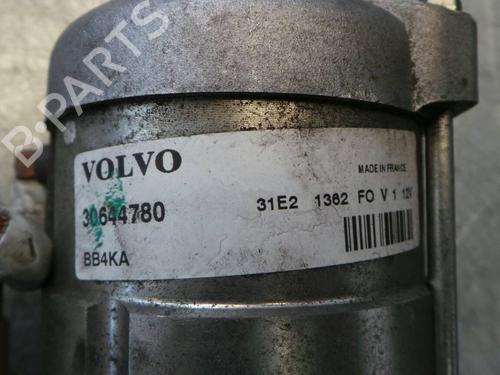 B-PARTS
VOLVO
MADE IN FRANCE
30644780
31E2 1362 FO V 1 12V
BB4KA